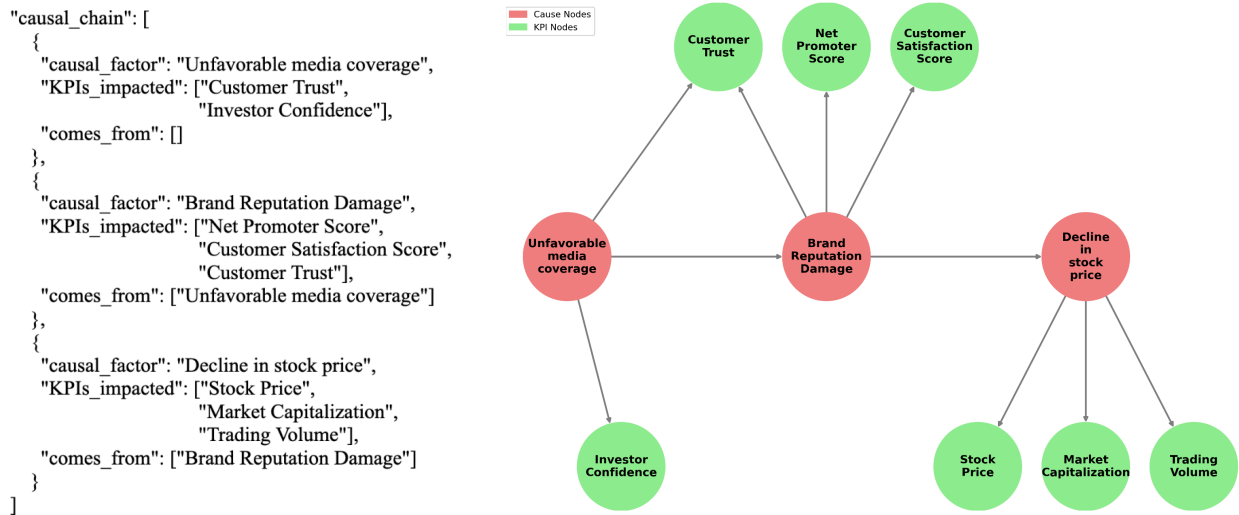 "causal_chain": [
{
"causal_factor": "Unfavorable media coverage",
"KPIs_impacted": ["Customer Trust",
"Investor Confidence"],
"comes_from": []
},
{
"causal_factor": "Brand Reputation Damage",
"KPIs_impacted": ["Net Promoter Score",
"Customer Satisfaction Score",
"Customer Trust"],
"comes_from": ["Unfavorable media coverage"]
},
{
"causal_factor": "Decline in stock price",
"KPIs_impacted": ["Stock Price",
"Market Capitalization",
"Trading Volume"],
"comes_from": ["Brand Reputation Damage"]
}
]
Cause Nodes
KPI Nodes
Customer
Trust
Net
Promoter
Score
Customer
Satisfaction
Score
Unfavorable
media
coverage
Brand
Reputation
Damage
Decline
in
stock
price
Investor
Confidence
Stock
Price
Market
Capitalization
Trading
Volume